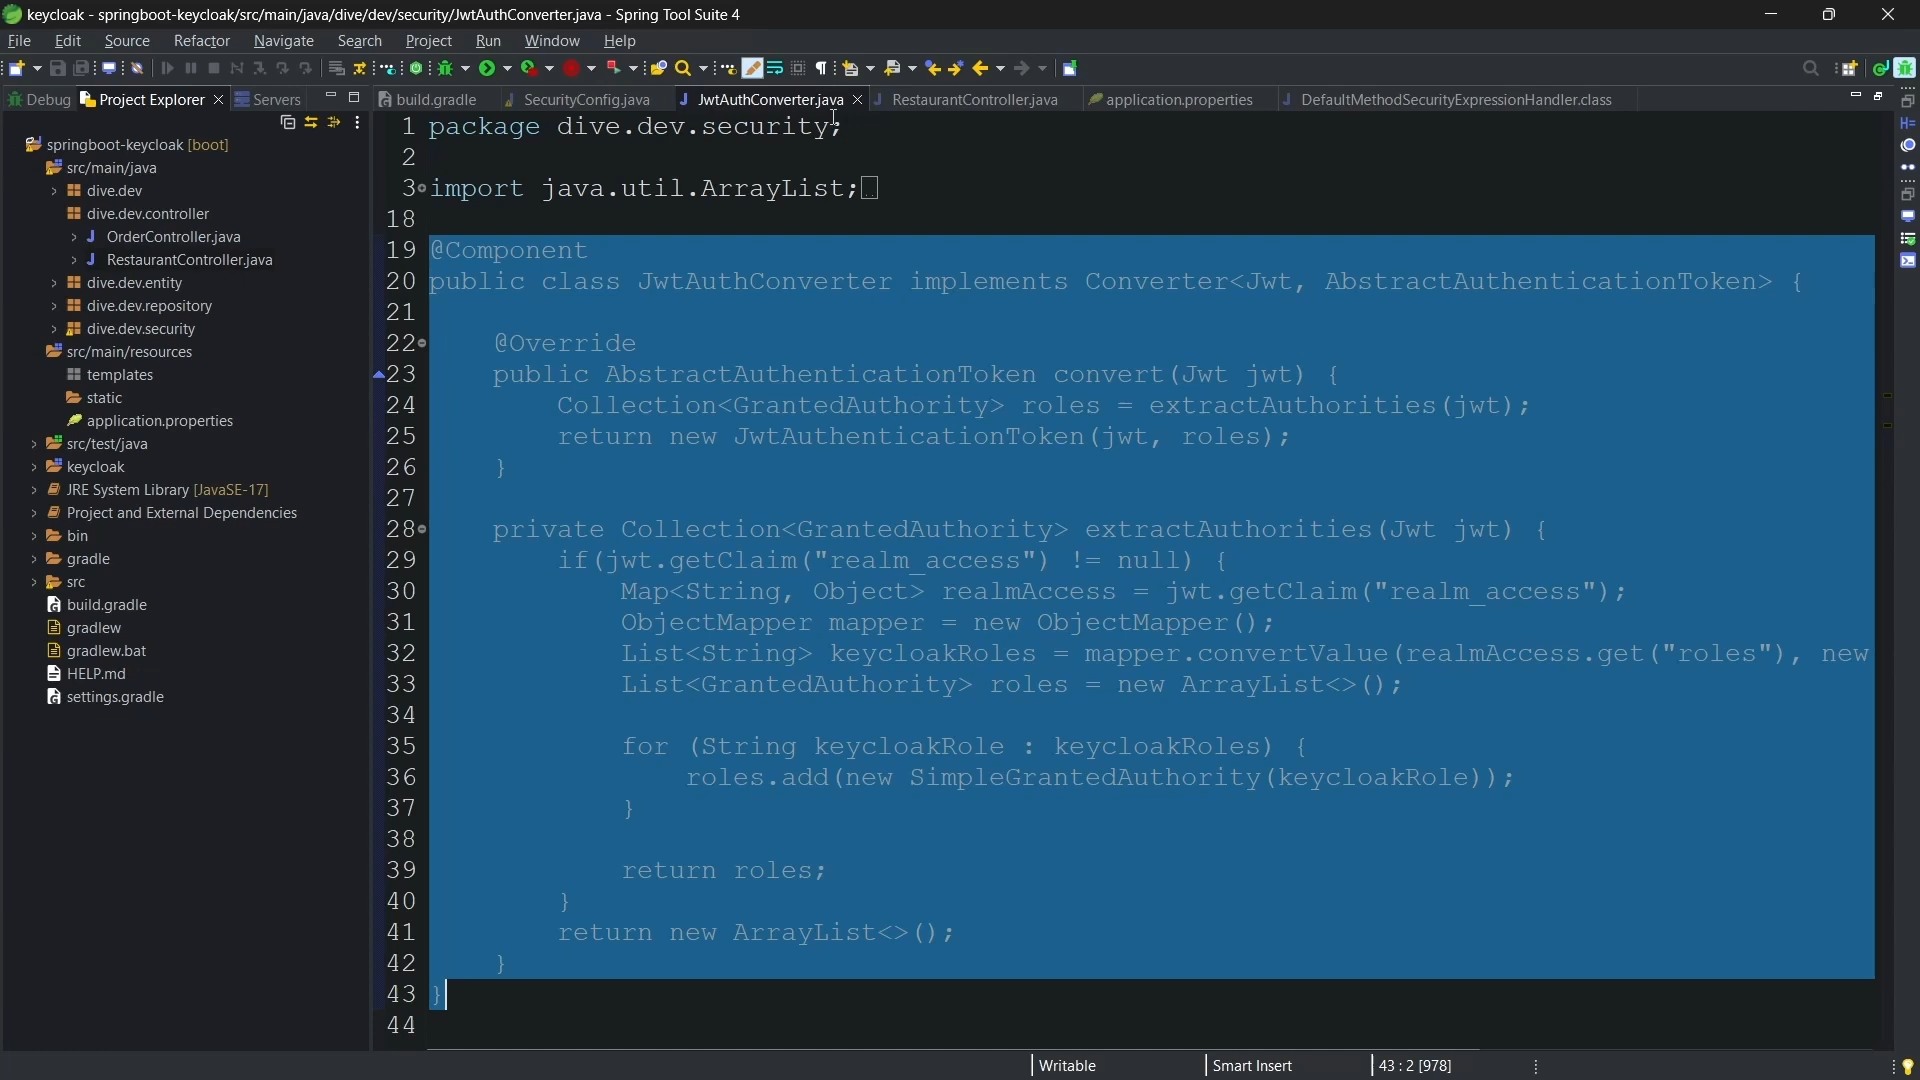 keycloak - springboot-keycloak/src/main/java/dive/dev/security/JwtAuthConverter.java - Spring Tool Suite 4
File Edit Source Refactor Navigate Search Project Run Window Help
Debug Project Explorer Servers build.gradle SecurityConfig.java JwtAuthConverter.java RestaurantController.java application.properties DefaultMethodSecurityExpressionHandler.class
springboot-keycloak [boot]
src/main/java
dive.dev
dive.dev.controller
OrderController.java
RestaurantController.java
dive.dev.entity
dive.dev.repository
dive.dev.security
src/main/resources
templates
static
application.properties
src/test/java
keycloak
JRE System Library [JavaSE-17]
Project and External Dependencies
bin
gradle
src
build.gradle
gradlew
gradlew.bat
HELP.md
settings.gradle
1 package dive.dev.security;
2
3 import java.util.ArrayList;
18
19 @Component
20 public class JwtAuthConverter implements Converter<Jwt, AbstractAuthenticationToken> {
21
22 @Override
23 public AbstractAuthenticationToken convert(Jwt jwt) {
24 Collection<GrantedAuthority> roles = extractAuthorities(jwt);
25 return new JwtAuthenticationToken(jwt, roles);
26 }
27
28 private Collection<GrantedAuthority> extractAuthorities(Jwt jwt) {
29 if(jwt.getClaim("realm_access") != null) {
30 Map<String, Object> realmAccess = jwt.getClaim("realm_access");
31 ObjectMapper mapper = new ObjectMapper();
32 List<String> keycloakRoles = mapper.convertValue(realmAccess.get("roles"), new
33 List<GrantedAuthority> roles = new ArrayList<>();
34
35 for (String keycloakRole : keycloakRoles) {
36 roles.add(new SimpleGrantedAuthority(keycloakRole));
37 }
38
39 return roles;
40 }
41 return new ArrayList<>();
42 }
43 }
44
Writable Smart Insert 43 : 2 [978]